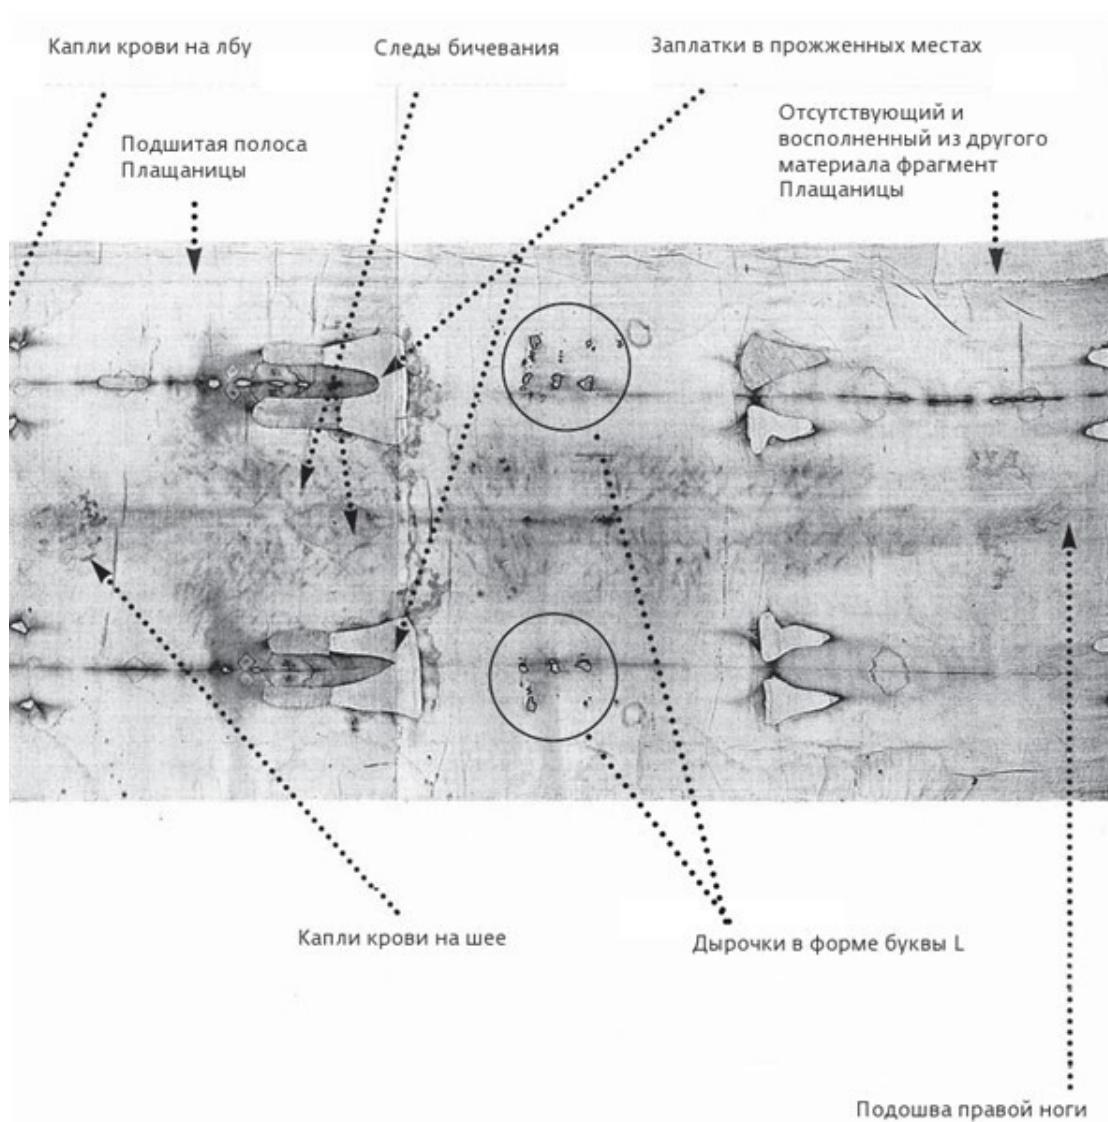 Капли крови на лбу
Следы бичевания
Заплатки в прожженных местах
Подшитая полоса
Плащаницы
Отсутствующий и
восполненный из другого
материала фрагмент
Плащаницы
Капли крови на шее
Дырочки в форме буквы L
Подошва правой ноги